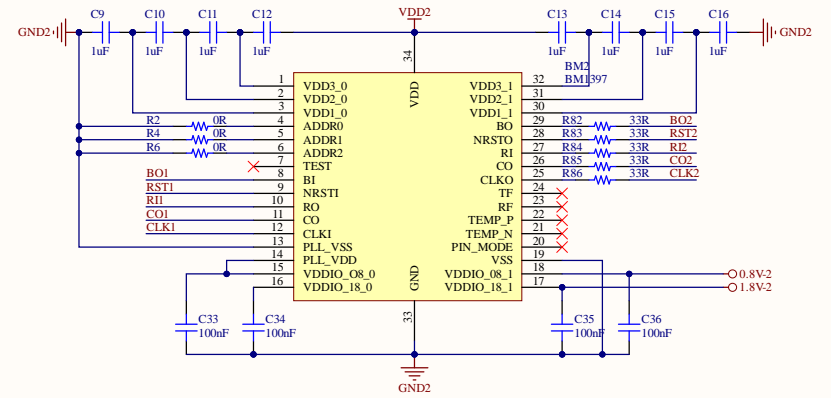 C9 C10 C11 C12 VDD2 C13 C14 C15 C16
GND2 GND2
1uF 1uF 1uF 1uF 1uF 1uF 1uF 1uF
34 BM2
BM1397
1 VDD3_0 VDD VDD3_1 32
2 VDD2_0 VDD2_1 31
3 VDD1_0 VDD1_1 30
R2 0R 4 ADDR0 BO 29 R82 33R BO2
R4 0R 5 ADDR1 NRSTO 28 R83 33R RST2
R6 0R 6 ADDR2 RI 27 R84 33R RI2
7 TEST CO 26 R85 33R CO2
BO1 8 BI CLKO 25 R86 33R CLK2
RST1 9 NRSTI TF 24
RI1 10 RO RF 23
CO1 11 CO TEMP_P 22
CLK1 12 CLKI TEMP_N 21
13 PLL_VSS PIN_MODE 20
14 PLL_VDD VSS 19
15 VDDIO_O8_0 GND VDDIO_08_1 18 0.8V-2
16 VDDIO_18_0 VDDIO_18_1 17 1.8V-2
33
C33 C34 C35 C36
100nF 100nF 100nF 100nF
GND2